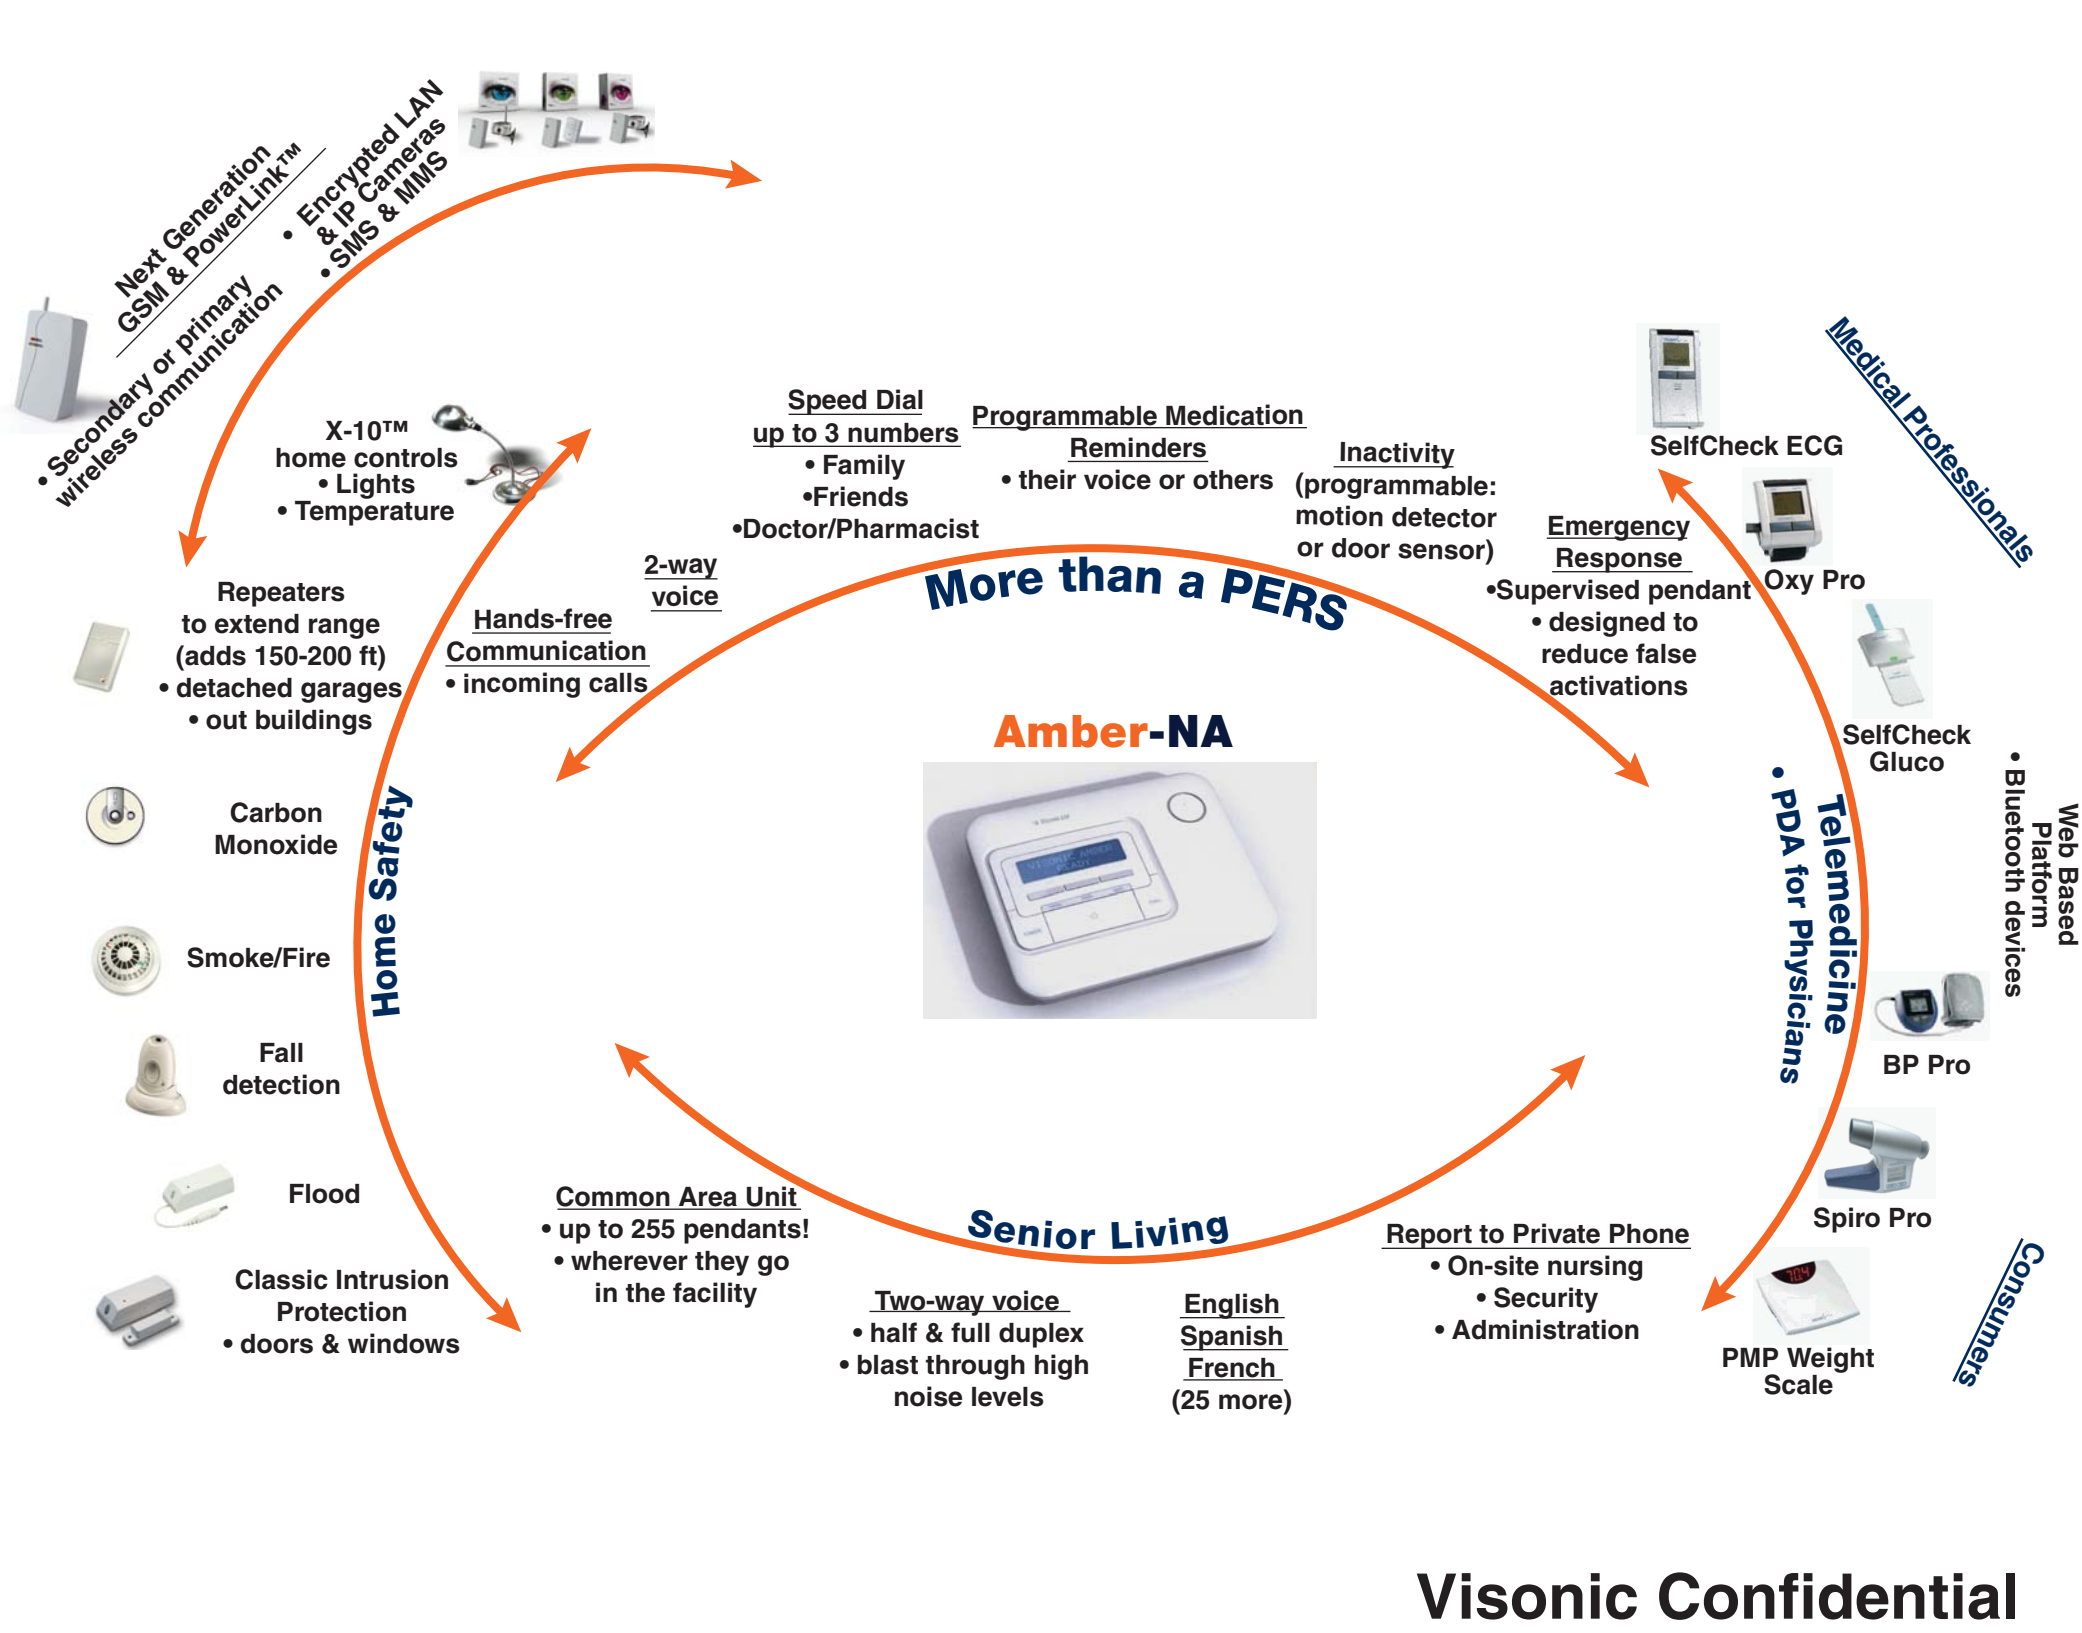 Next Generation
GSM & PowerLink™
• Secondary or primary
wireless communication
• Encrypted LAN
& IP Cameras
• SMS & MMS
X-10™
home controls
• Lights
• Temperature
Repeaters
to extend range
(adds 150-200 ft)
• detached garages
• out buildings
Carbon
Monoxide
Smoke/Fire
Fall
detection
Flood
Classic Intrusion
Protection
• doors & windows
Home Safety
Hands-free
Communication
• incoming calls
2-way
voice
Speed Dial
up to 3 numbers
• Family
•Friends
•Doctor/Pharmacist
Programmable Medication
Reminders
• their voice or others
Inactivity
(programmable:
motion detector
or door sensor)
Emergency
Response
•Supervised pendant
• designed to
reduce false
activations
More than a PERS
Amber-NA
VISONIC AMBER
READY
Senior Living
Common Area Unit
• up to 255 pendants!
• wherever they go
in the facility
Two-way voice
• half & full duplex
• blast through high
noise levels
English
Spanish
French
(25 more)
Report to Private Phone
• On-site nursing
• Security
• Administration
Telemedicine
• PDA for Physicians
SelfCheck ECG
Oxy Pro
SelfCheck
Gluco
BP Pro
Spiro Pro
70.4
PMP Weight
Scale
Medical Professionals
Web Based
Platform
• Bluetooth devices
Consumers
Visonic Confidential